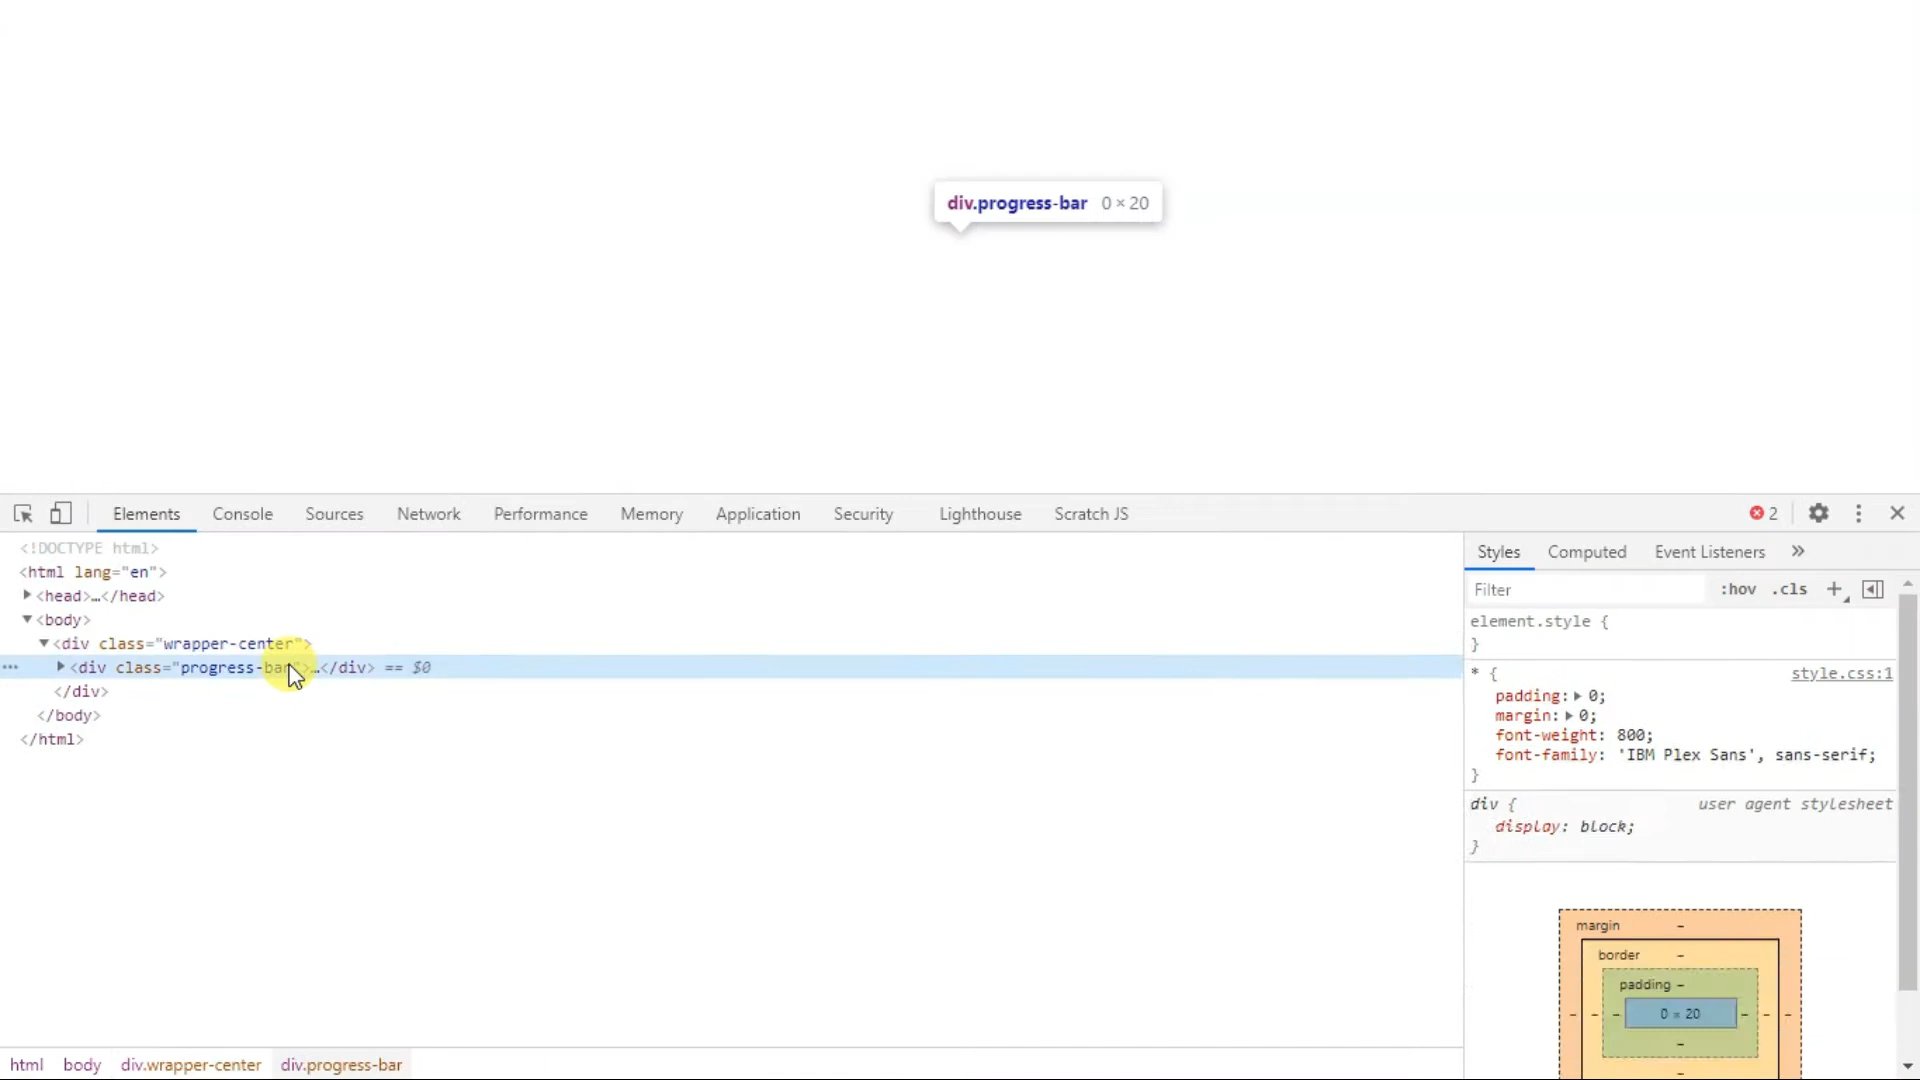 div.progress-bar 0 × 20
Elements Console Sources Network Performance Memory Application Security Lighthouse Scratch JS 2
<!DOCTYPE html>
<html lang="en">
<head>…</head>
<body>
<div class="wrapper-center">
… <div class="progress-bar">…</div> == $0
</div>
</body>
</html>
html body div.wrapper-center div.progress-bar
Styles Computed Event Listeners »
Filter :hov .cls +
element.style {
}
* { style.css:1
padding: 0;
margin: 0;
font-weight: 800;
font-family: 'IBM Plex Sans', sans-serif;
}
div { user agent stylesheet
display: block;
}
margin –
border –
padding –
– – – 0 × 20 – – –
–
–